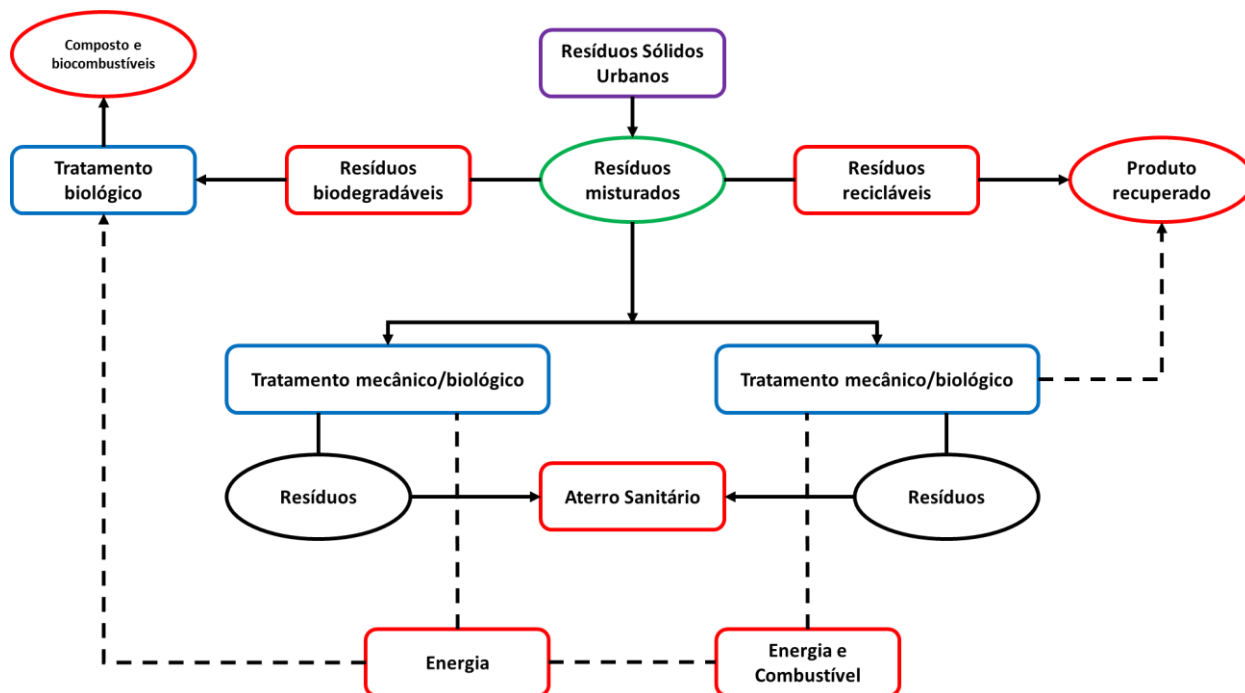 Composto e
biocombustíveis
Resíduos Sólidos
Urbanos
Tratamento
biológico
Resíduos
biodegradáveis
Resíduos
misturados
Resíduos
recicláveis
Produto
recuperado
Tratamento mecânico/biológico
Tratamento mecânico/biológico
Resíduos
Aterro Sanitário
Resíduos
Energia
Energia e
Combustível